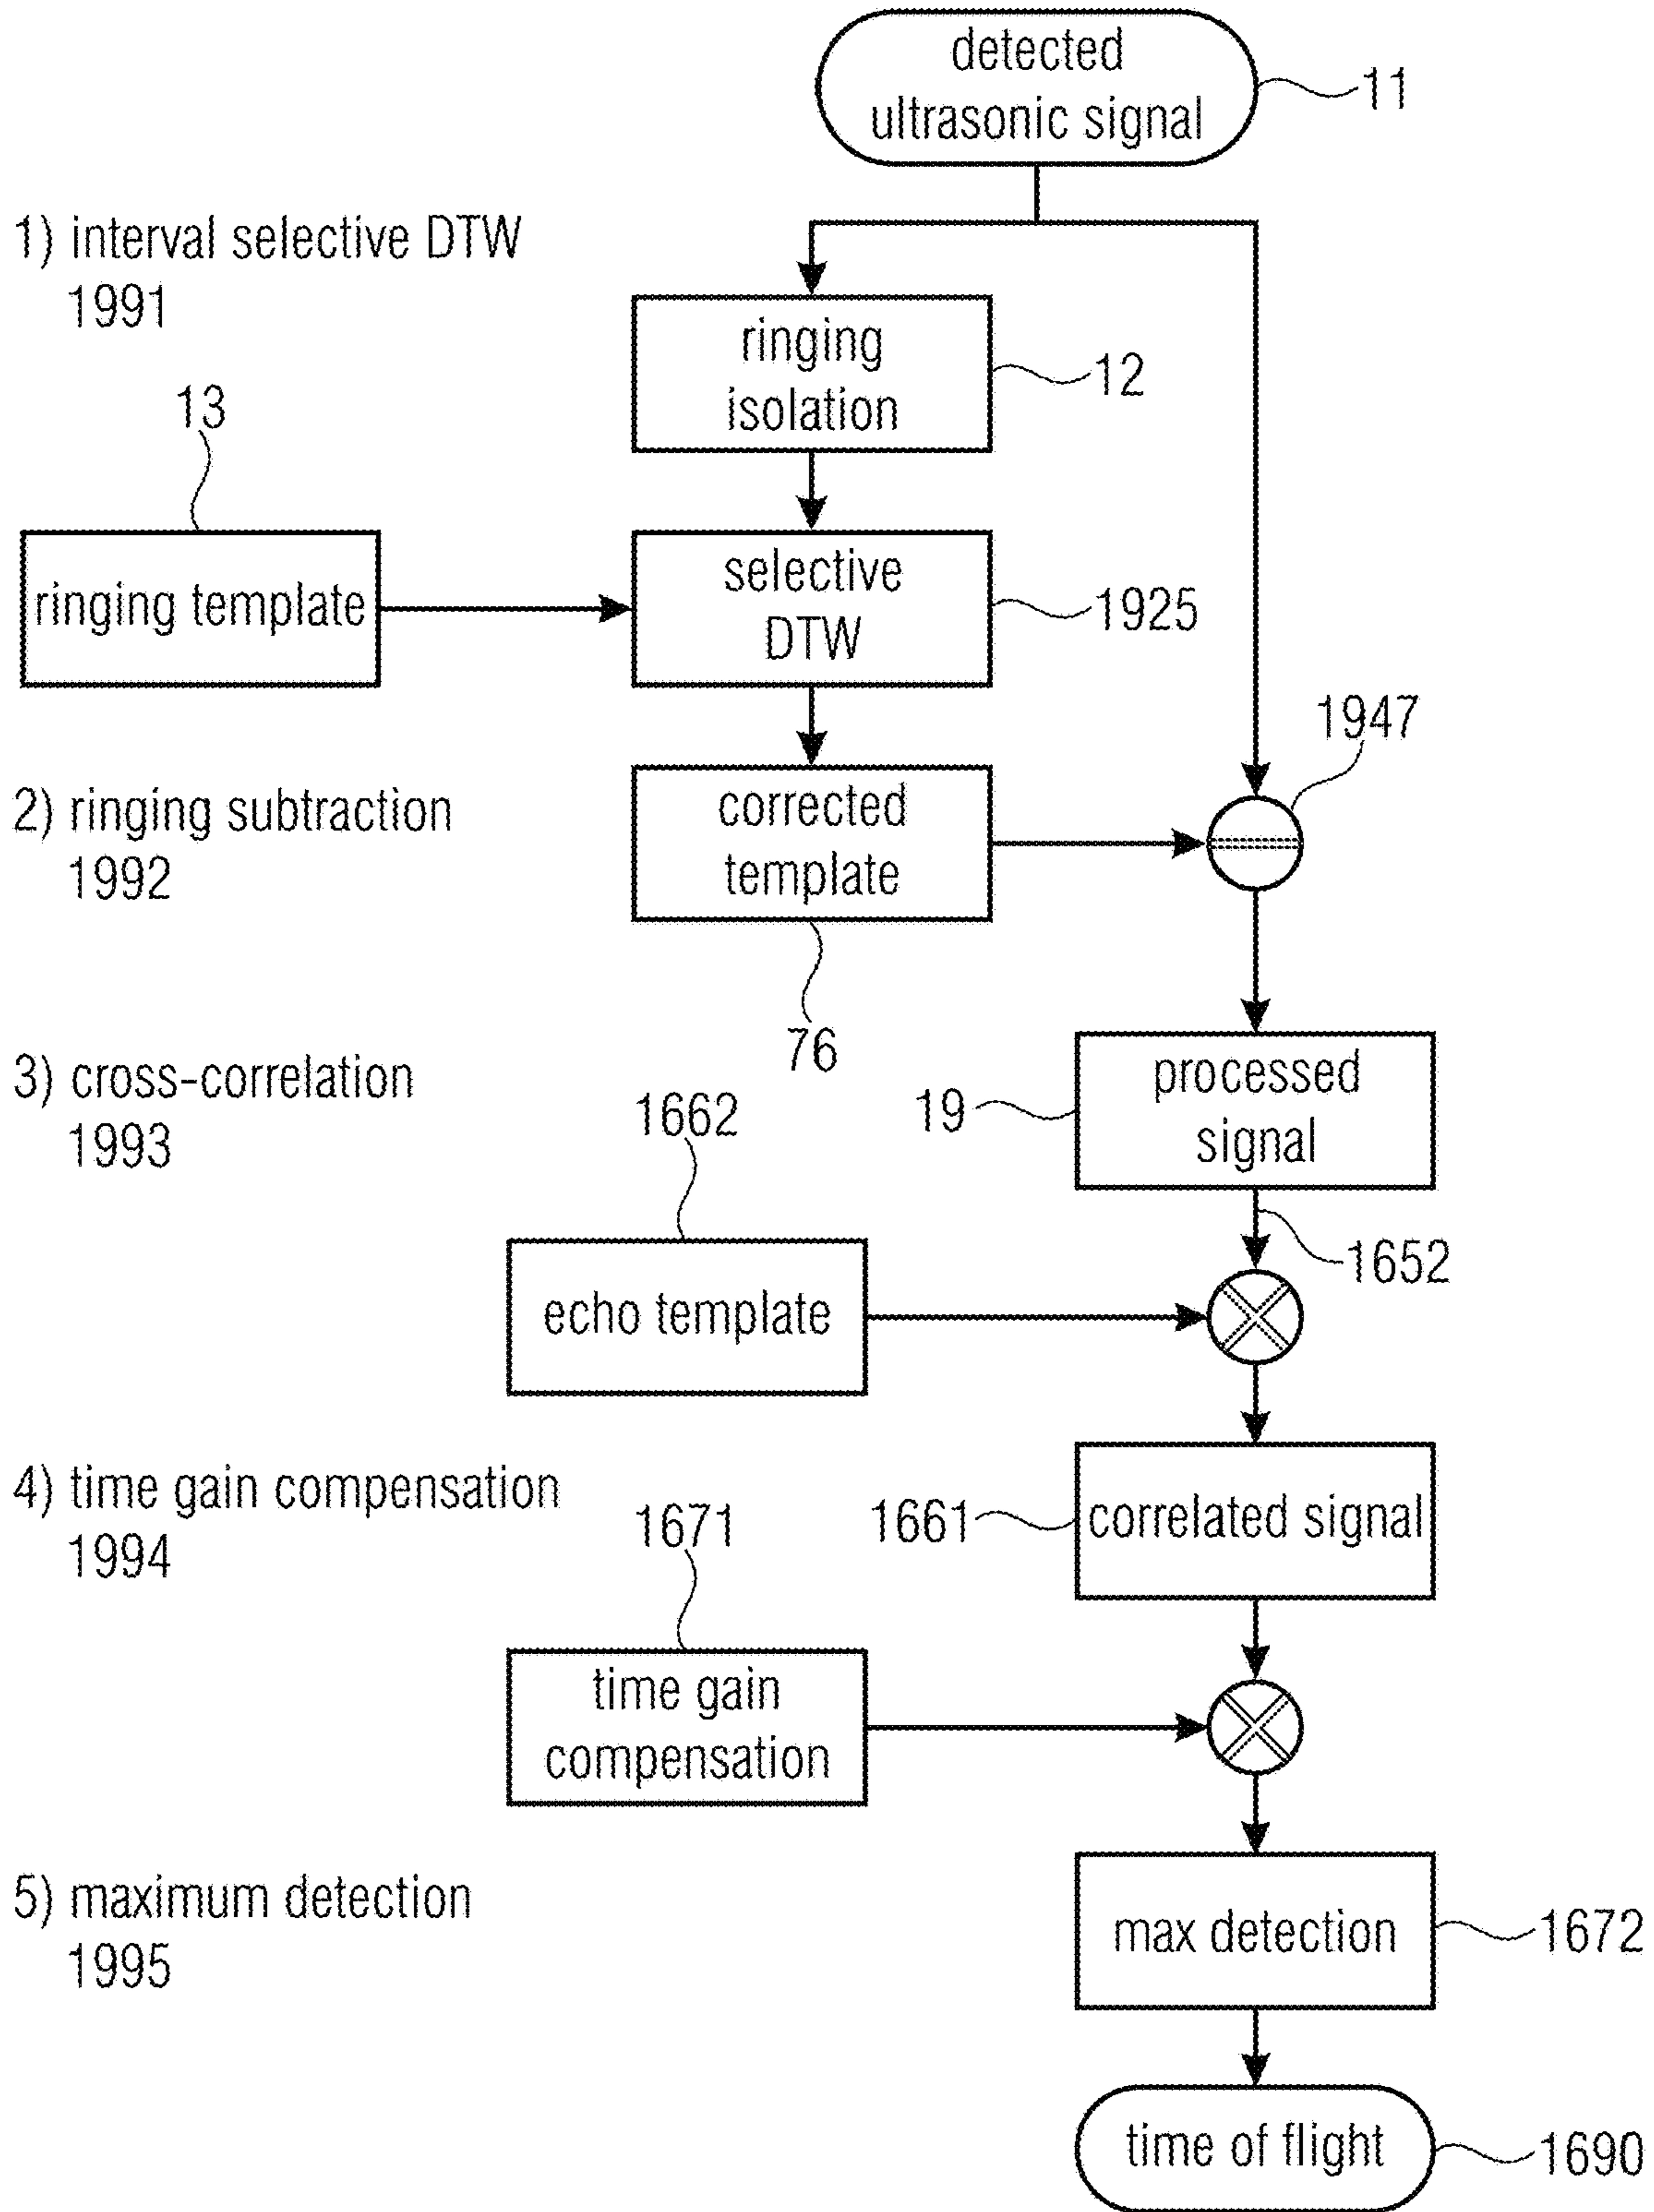 detected
ultrasonic signal
11
1) interval selective DTW
1991
ringing
isolation
12
13
ringing template
selective
DTW
1925
1947
2) ringing subtraction
1992
corrected
template
76
3) cross-correlation
1993
1662
19
processed
signal
1652
echo template
4) time gain compensation
1994
1671
1661
correlated signal
time gain
compensation
5) maximum detection
1995
max detection
1672
time of flight
1690